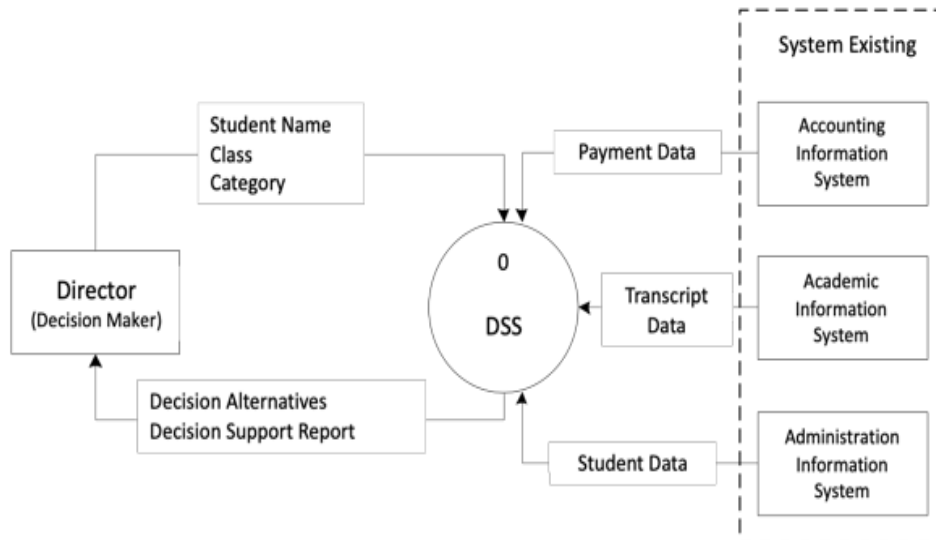 System Existing
Student Name
Class
Category
Payment Data
Accounting
Information
System
Director
(Decision Maker)
0
DSS
Transcript
Data
Academic
Information
System
Decision Alternatives
Decision Support Report
Student Data
Administration
Information
System